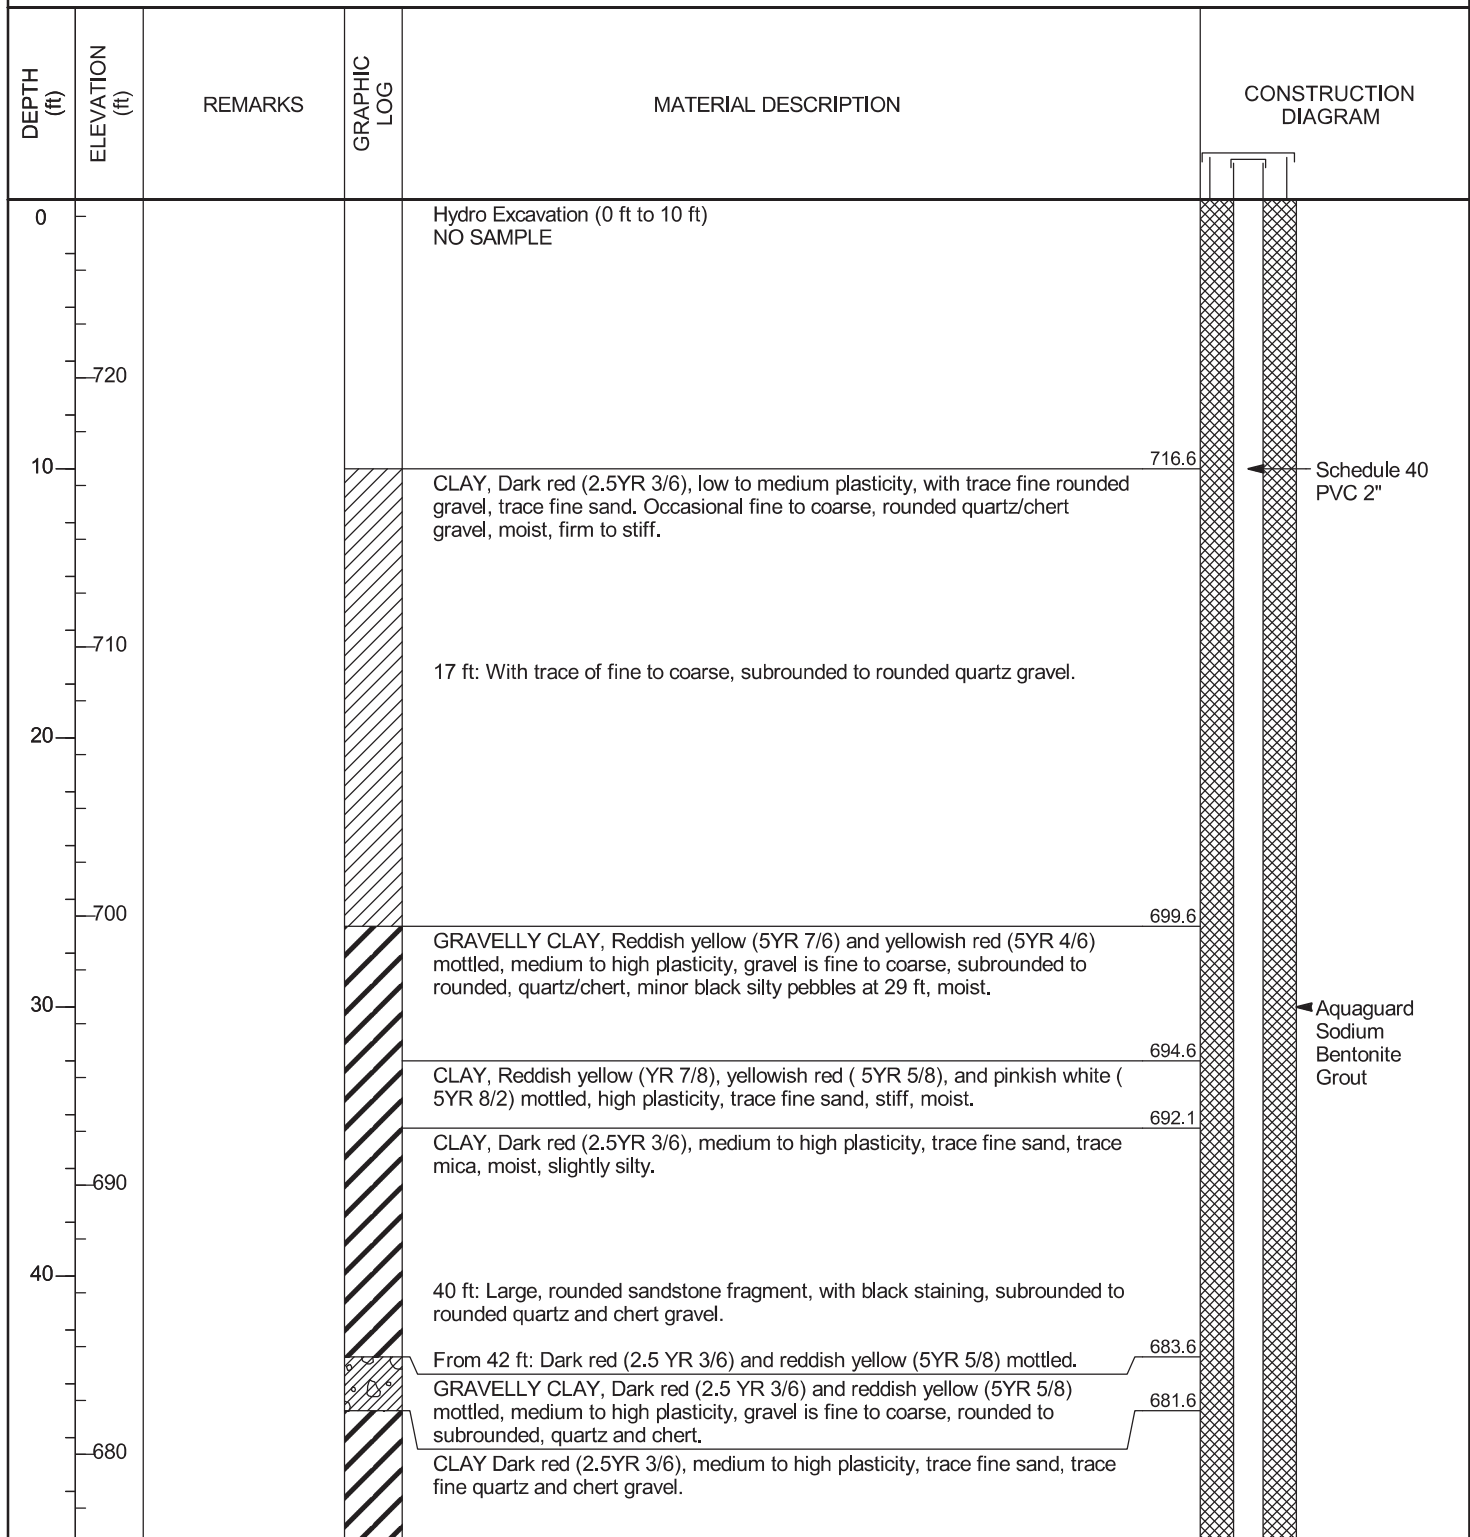 DEPTH
(ft)
ELEVATION
(ft)
REMARKS
GRAPHIC
LOG
MATERIAL DESCRIPTION
CONSTRUCTION
DIAGRAM
0
Hydro Excavation (0 ft to 10 ft)
NO SAMPLE
720
10
716.6
CLAY, Dark red (2.5YR 3/6), low to medium plasticity, with trace fine rounded
gravel, trace fine sand. Occasional fine to coarse, rounded quartz/chert
gravel, moist, firm to stiff.
Schedule 40
PVC 2"
710
17 ft: With trace of fine to coarse, subrounded to rounded quartz gravel.
20
700
699.6
GRAVELLY CLAY, Reddish yellow (5YR 7/6) and yellowish red (5YR 4/6)
mottled, medium to high plasticity, gravel is fine to coarse, subrounded to
rounded, quartz/chert, minor black silty pebbles at 29 ft, moist.
30
Aquaguard
Sodium
Bentonite
Grout
694.6
CLAY, Reddish yellow (YR 7/8), yellowish red ( 5YR 5/8), and pinkish white (
5YR 8/2) mottled, high plasticity, trace fine sand, stiff, moist.
692.1
CLAY, Dark red (2.5YR 3/6), medium to high plasticity, trace fine sand, trace
mica, moist, slightly silty.
690
40
40 ft: Large, rounded sandstone fragment, with black staining, subrounded to
rounded quartz and chert gravel.
683.6
From 42 ft: Dark red (2.5 YR 3/6) and reddish yellow (5YR 5/8) mottled.
GRAVELLY CLAY, Dark red (2.5 YR 3/6) and reddish yellow (5YR 5/8)
mottled, medium to high plasticity, gravel is fine to coarse, rounded to
subrounded, quartz and chert.
681.6
680
CLAY Dark red (2.5YR 3/6), medium to high plasticity, trace fine sand, trace
fine quartz and chert gravel.